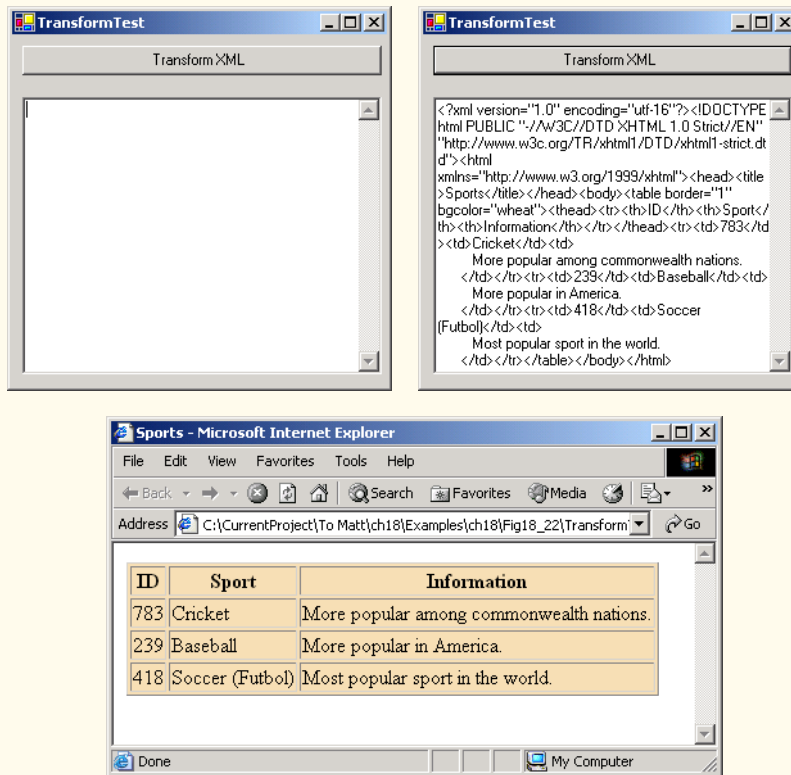 TransformTest
Transform XML
TransformTest
Transform XML
<?xml version="1.0" encoding="utf-16"?><!DOCTYPE
html PUBLIC "-//W3C//DTD XHTML 1.0 Strict//EN"
"http://www.w3c.org/TR/xhtml1/DTD/xhtml1-strict.dt
d"><html
xmlns="http://www.w3.org/1999/xhtml"><head><title
>Sports</title></head><body><table border="1"
bgcolor="wheat"><thead><tr><th>ID</th><th>Sport</
th><th>Information</th></tr></thead><tr><td>783</td
><td>Cricket</td><td>
More popular among commonwealth nations.
</td></tr><tr><td>239</td><td>Baseball</td><td>
More popular in America.
</td></tr><tr><td>418</td><td>Soccer
(Futbol)</td><td>
Most popular sport in the world.
</td></tr></table></body></html>
Sports - Microsoft Internet Explorer
File Edit View Favorites Tools Help
Back Search Favorites Media »
Address C:\CurrentProject\To Matt\ch18\Examples\ch18\Fig18_22\Transform Go
ID Sport Information
783 Cricket More popular among commonwealth nations.
239 Baseball More popular in America.
418 Soccer (Futbol) Most popular sport in the world.
Done My Computer